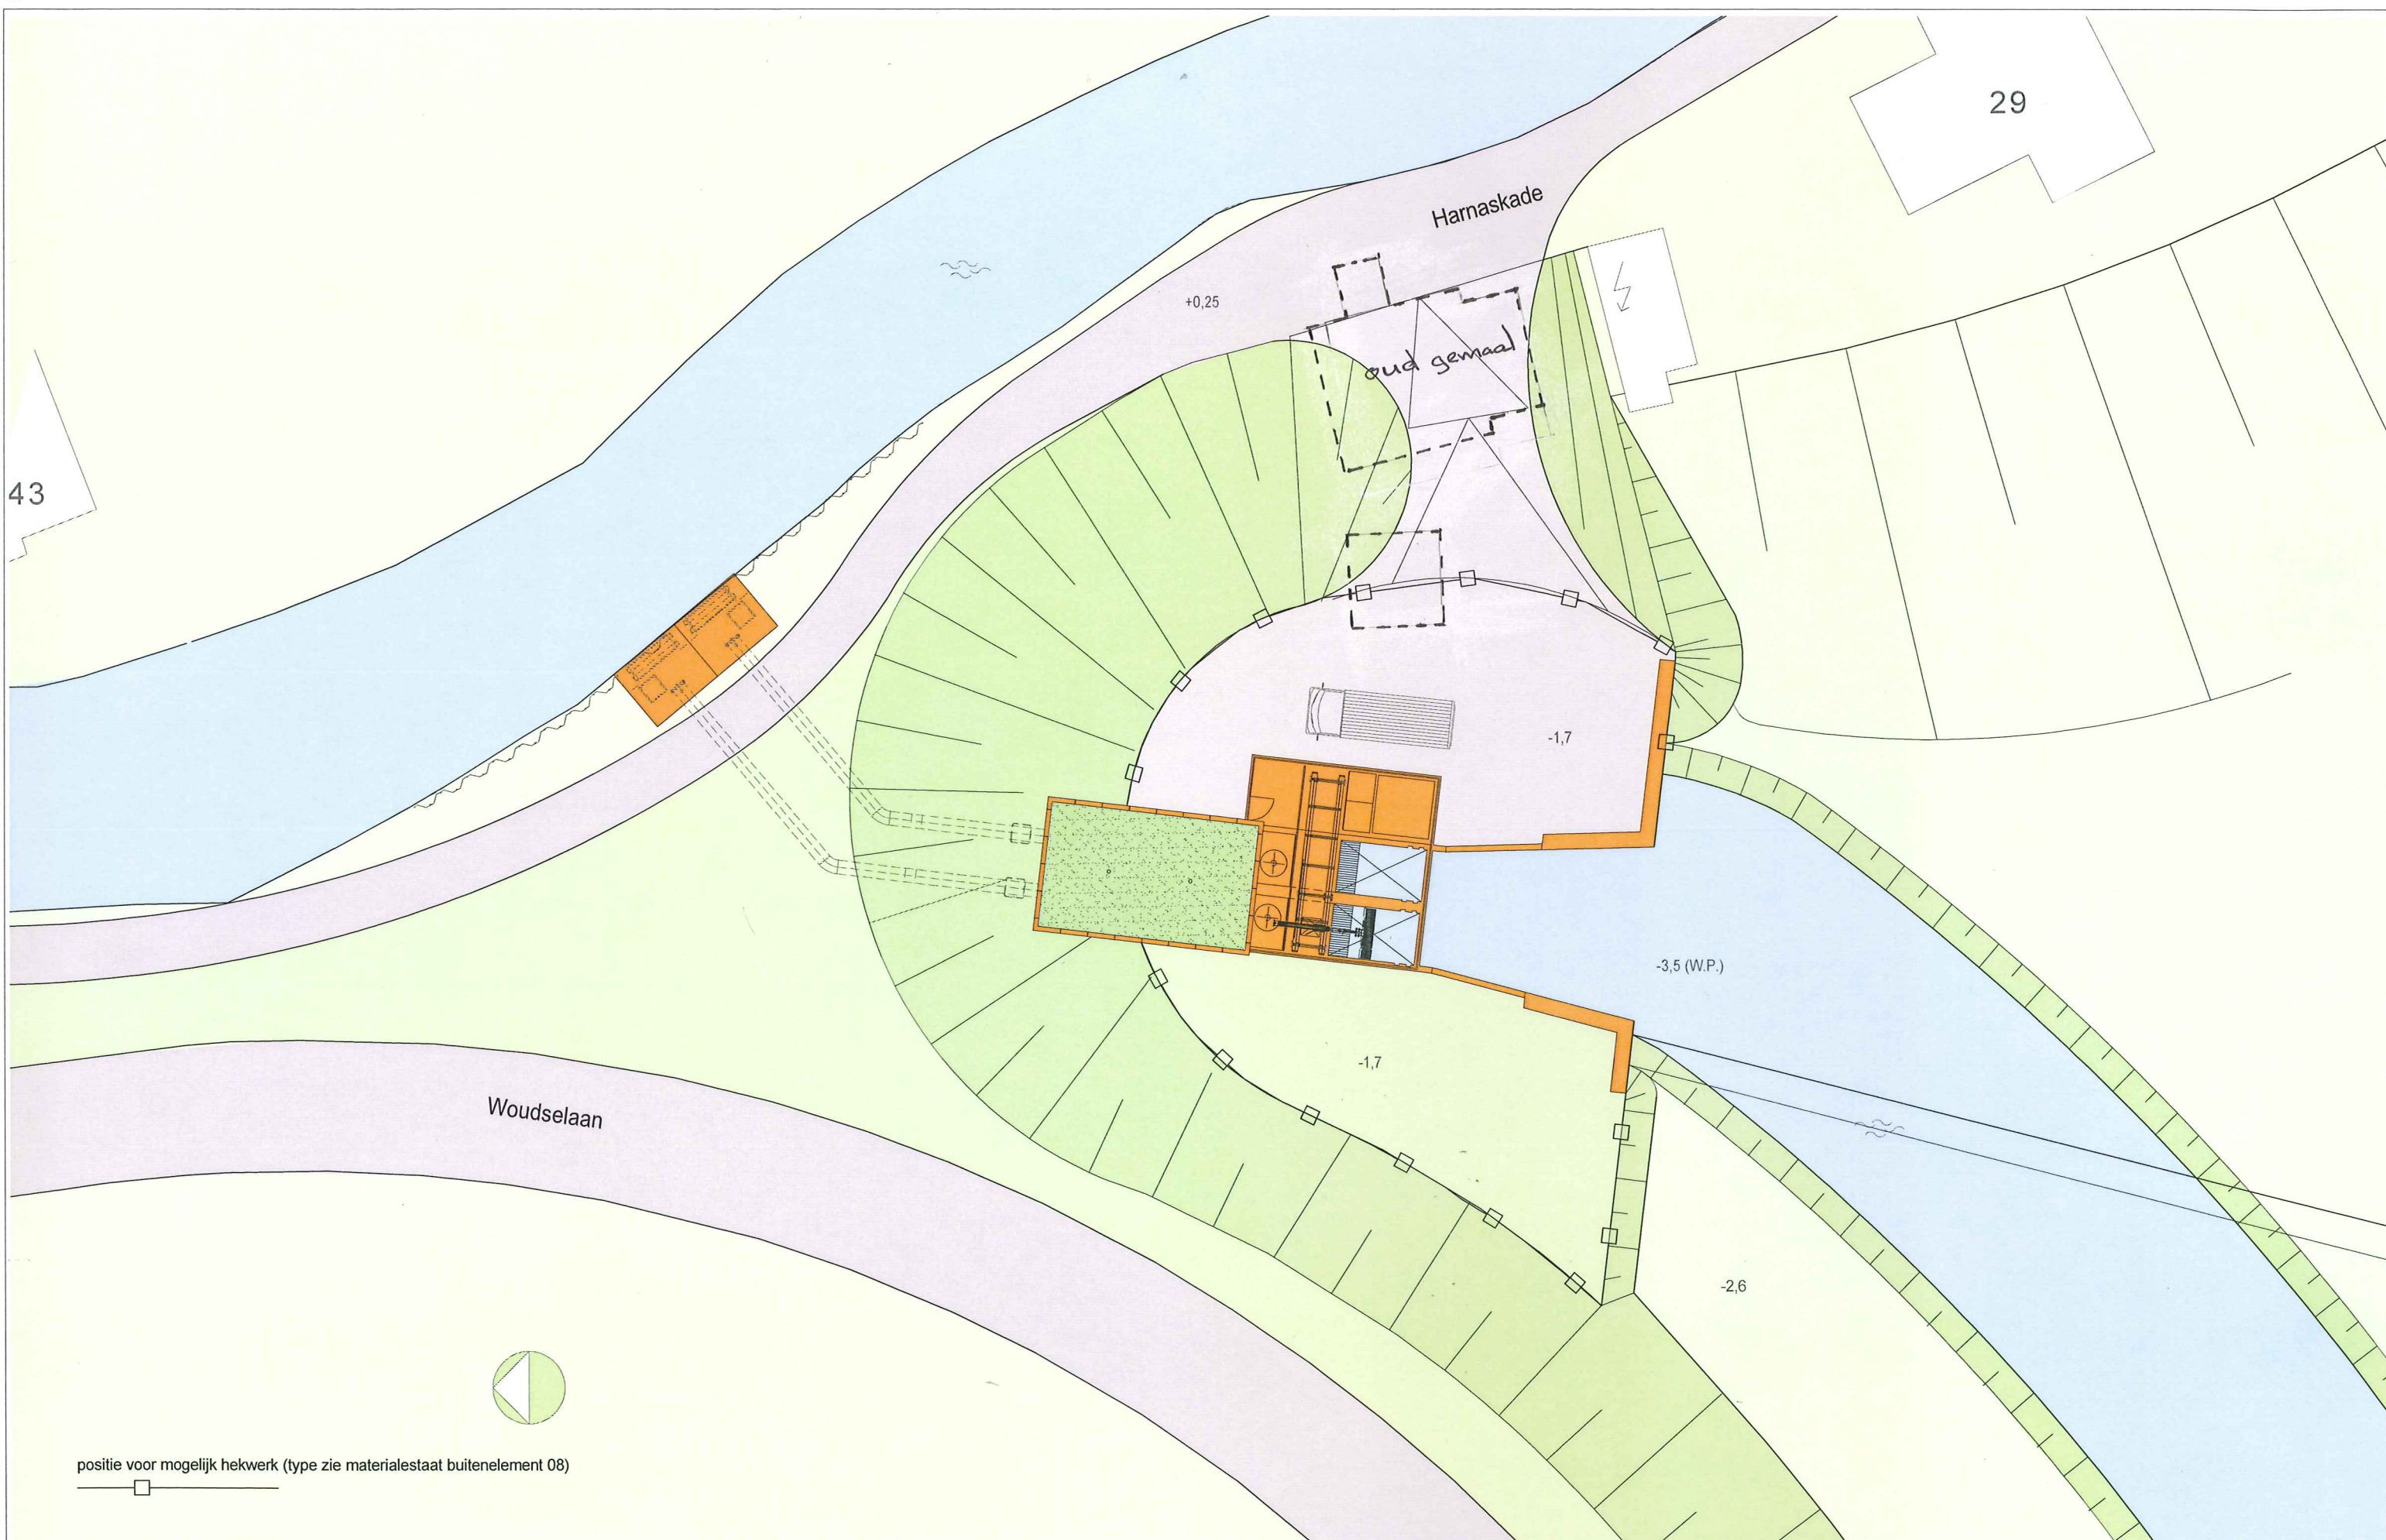 29
Harnaskade
+0,25
oud gemaal
43
-1,7
-3,5 (W.P.)
-1,7
Woudselaan
-2,6
positie voor mogelijk hekwerk (type zie materialestaat buitenelement 08)